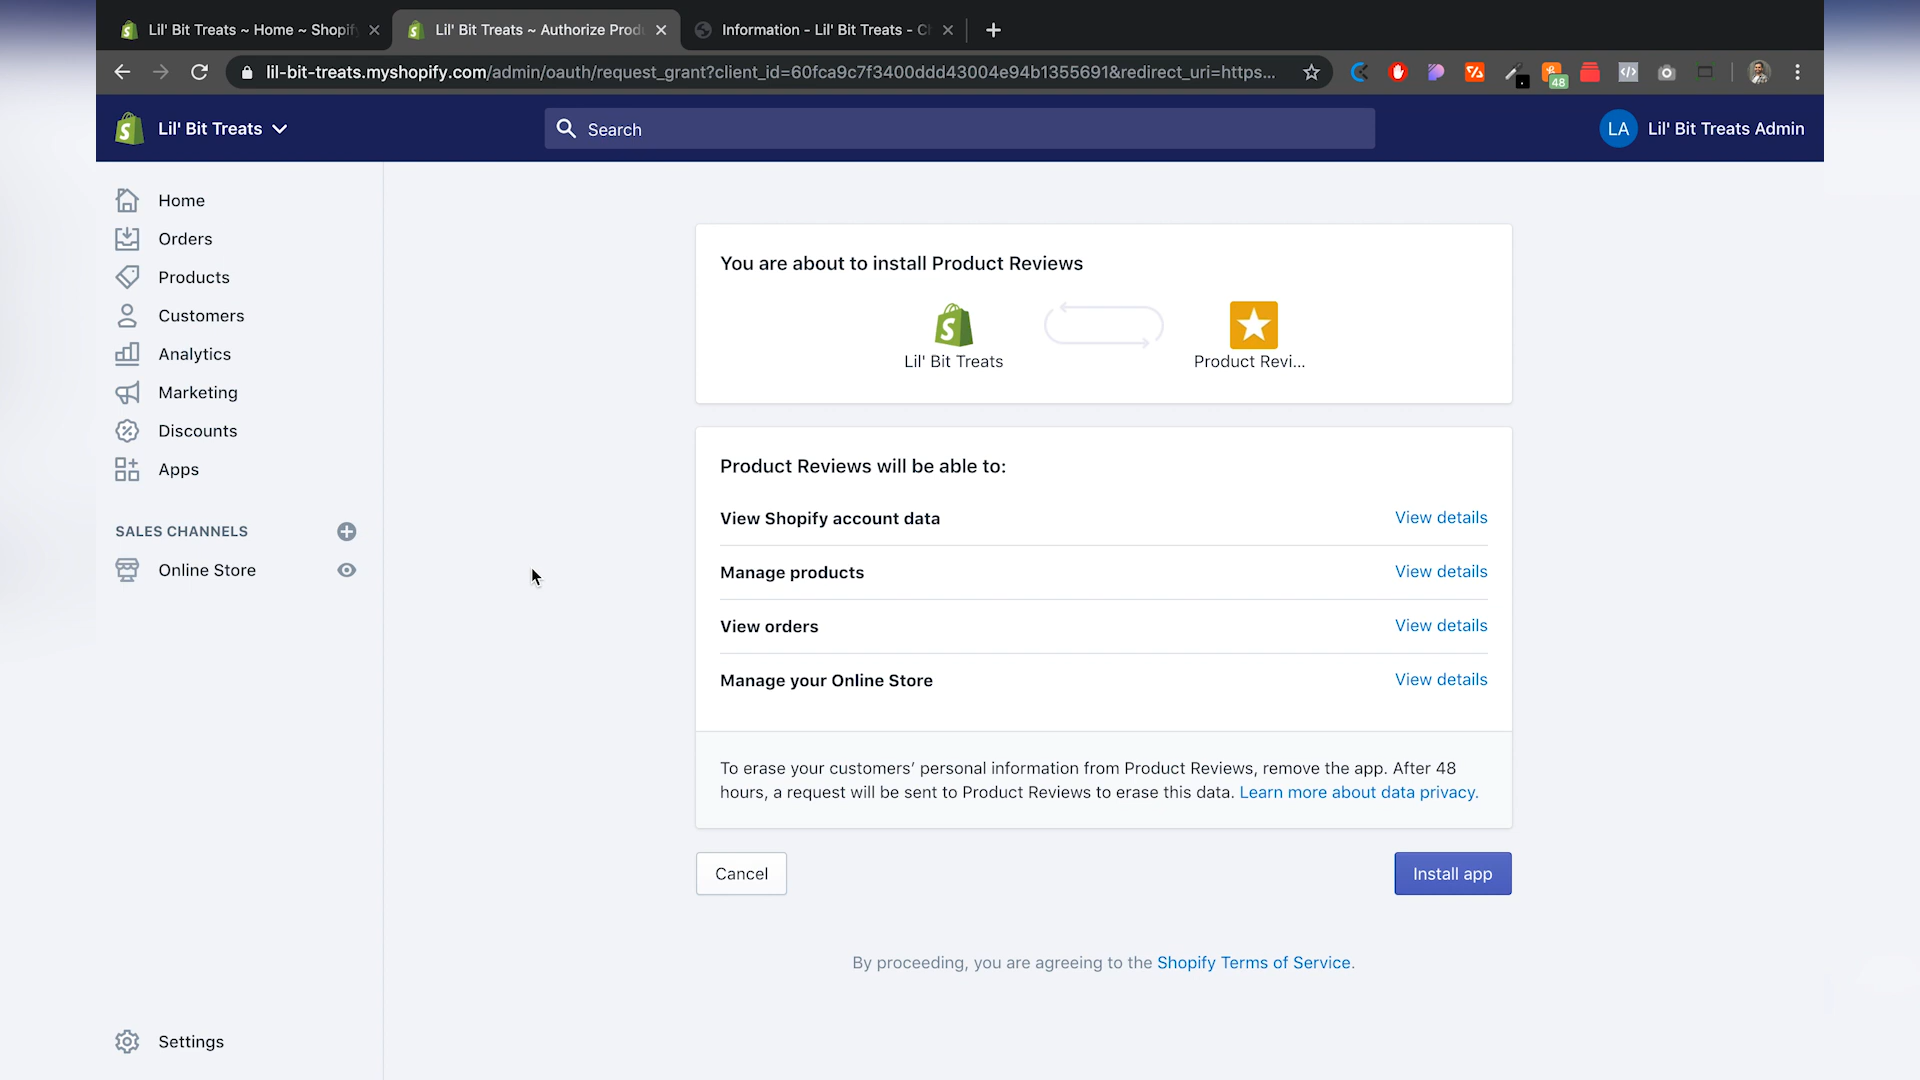 Lil' Bit Treats ~ Home ~ Shopify
Lil' Bit Treats ~ Authorize Produ
Information - Lil' Bit Treats - Ch
lil-bit-treats.myshopify.com/admin/oauth/request_grant?client_id=60fca9c7f3400ddd43004e94b1355691&redirect_uri=https...
48
Lil' Bit Treats
Search
LA
Lil' Bit Treats Admin
Home
Orders
Products
Customers
Analytics
Marketing
Discounts
Apps
SALES CHANNELS
Online Store
Settings
You are about to install Product Reviews
Lil' Bit Treats
Product Revi...
Product Reviews will be able to:
View Shopify account data View details
Manage products View details
View orders View details
Manage your Online Store View details
To erase your customers’ personal information from Product Reviews, remove the app. After 48
hours, a request will be sent to Product Reviews to erase this data. Learn more about data privacy.
Cancel
Install app
By proceeding, you are agreeing to the Shopify Terms of Service.